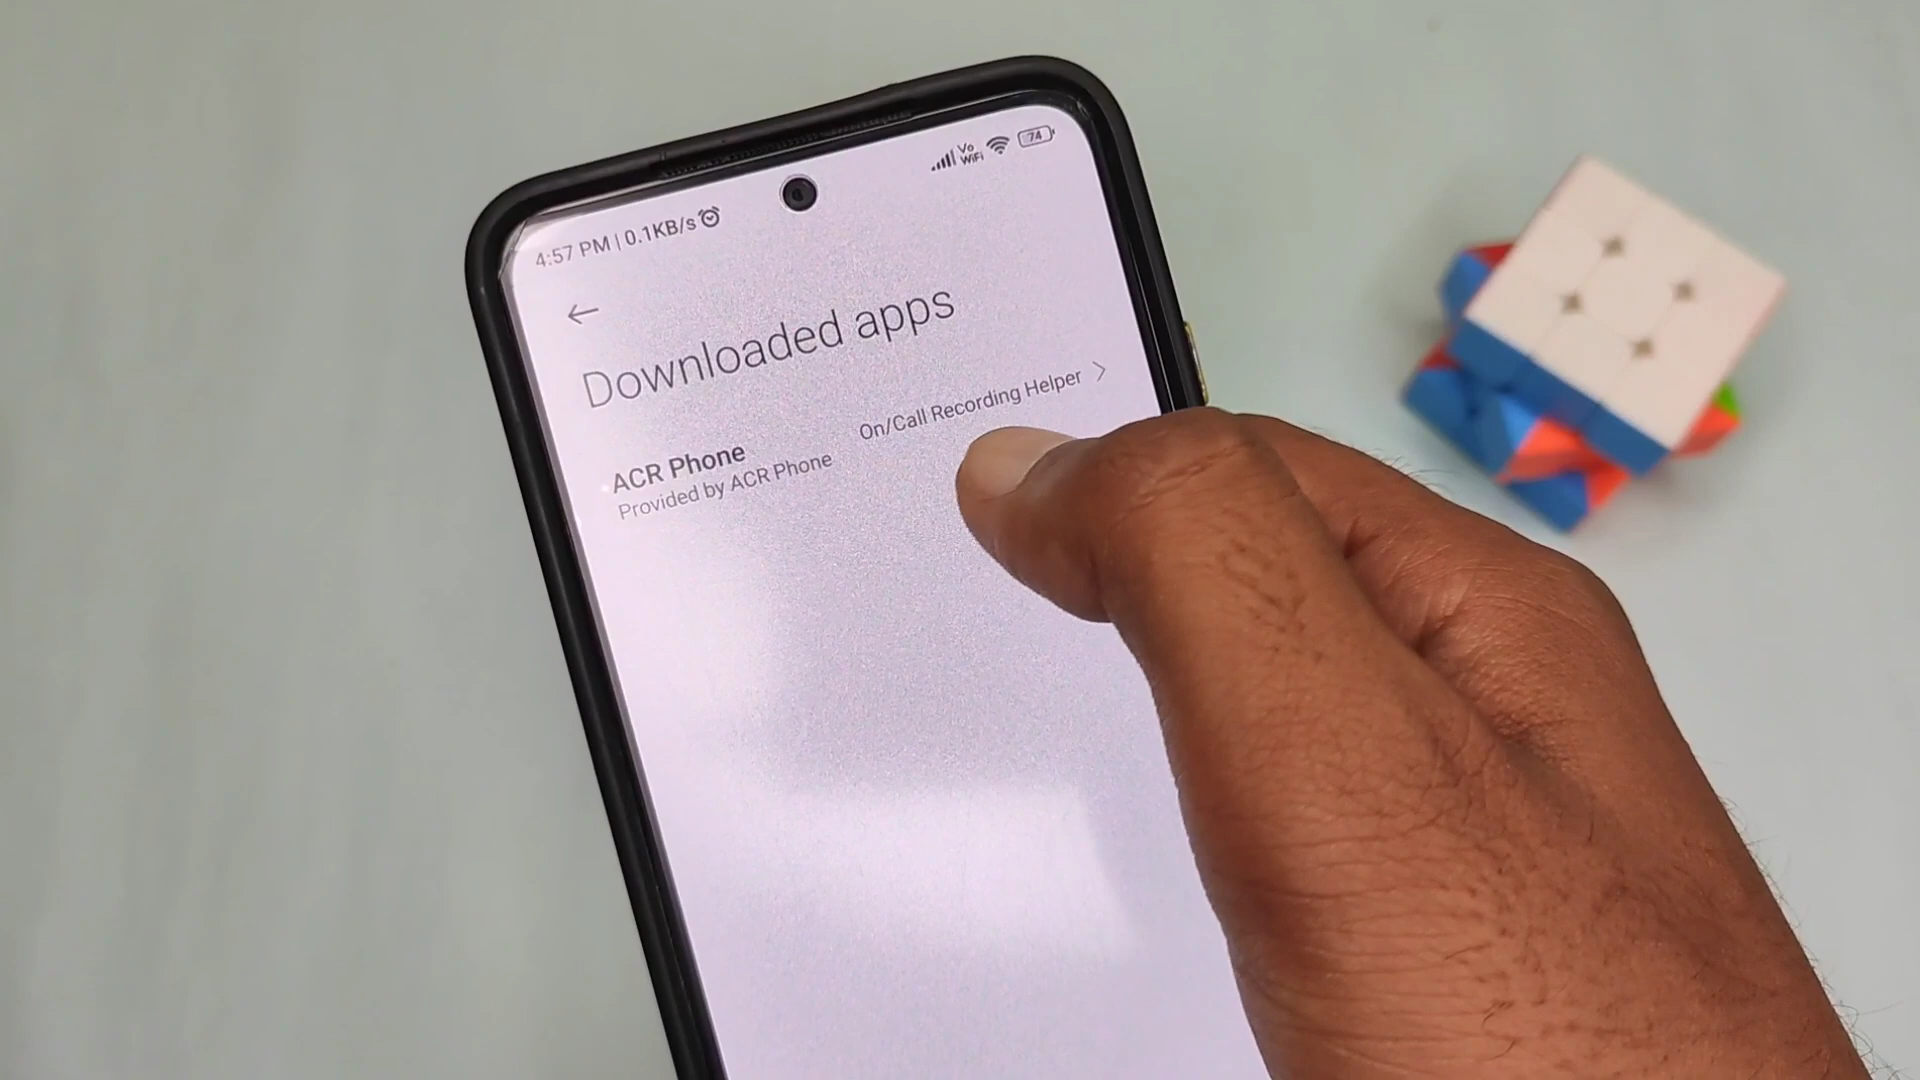 4:57 PM | 0.1KB/s
Vo
WiFi
74
Downloaded apps
ACR Phone
Provided by ACR Phone
On/Call Recording Helper